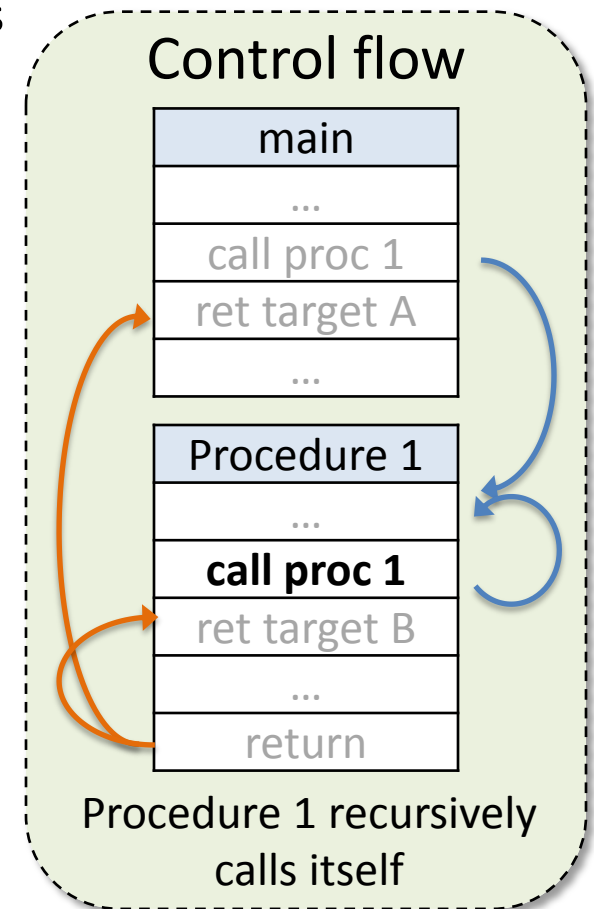 s
Control flow
main
...
call proc 1
ret target A
...
Procedure 1
...
call proc 1
ret target B
...
return
Procedure 1 recursively
calls itself